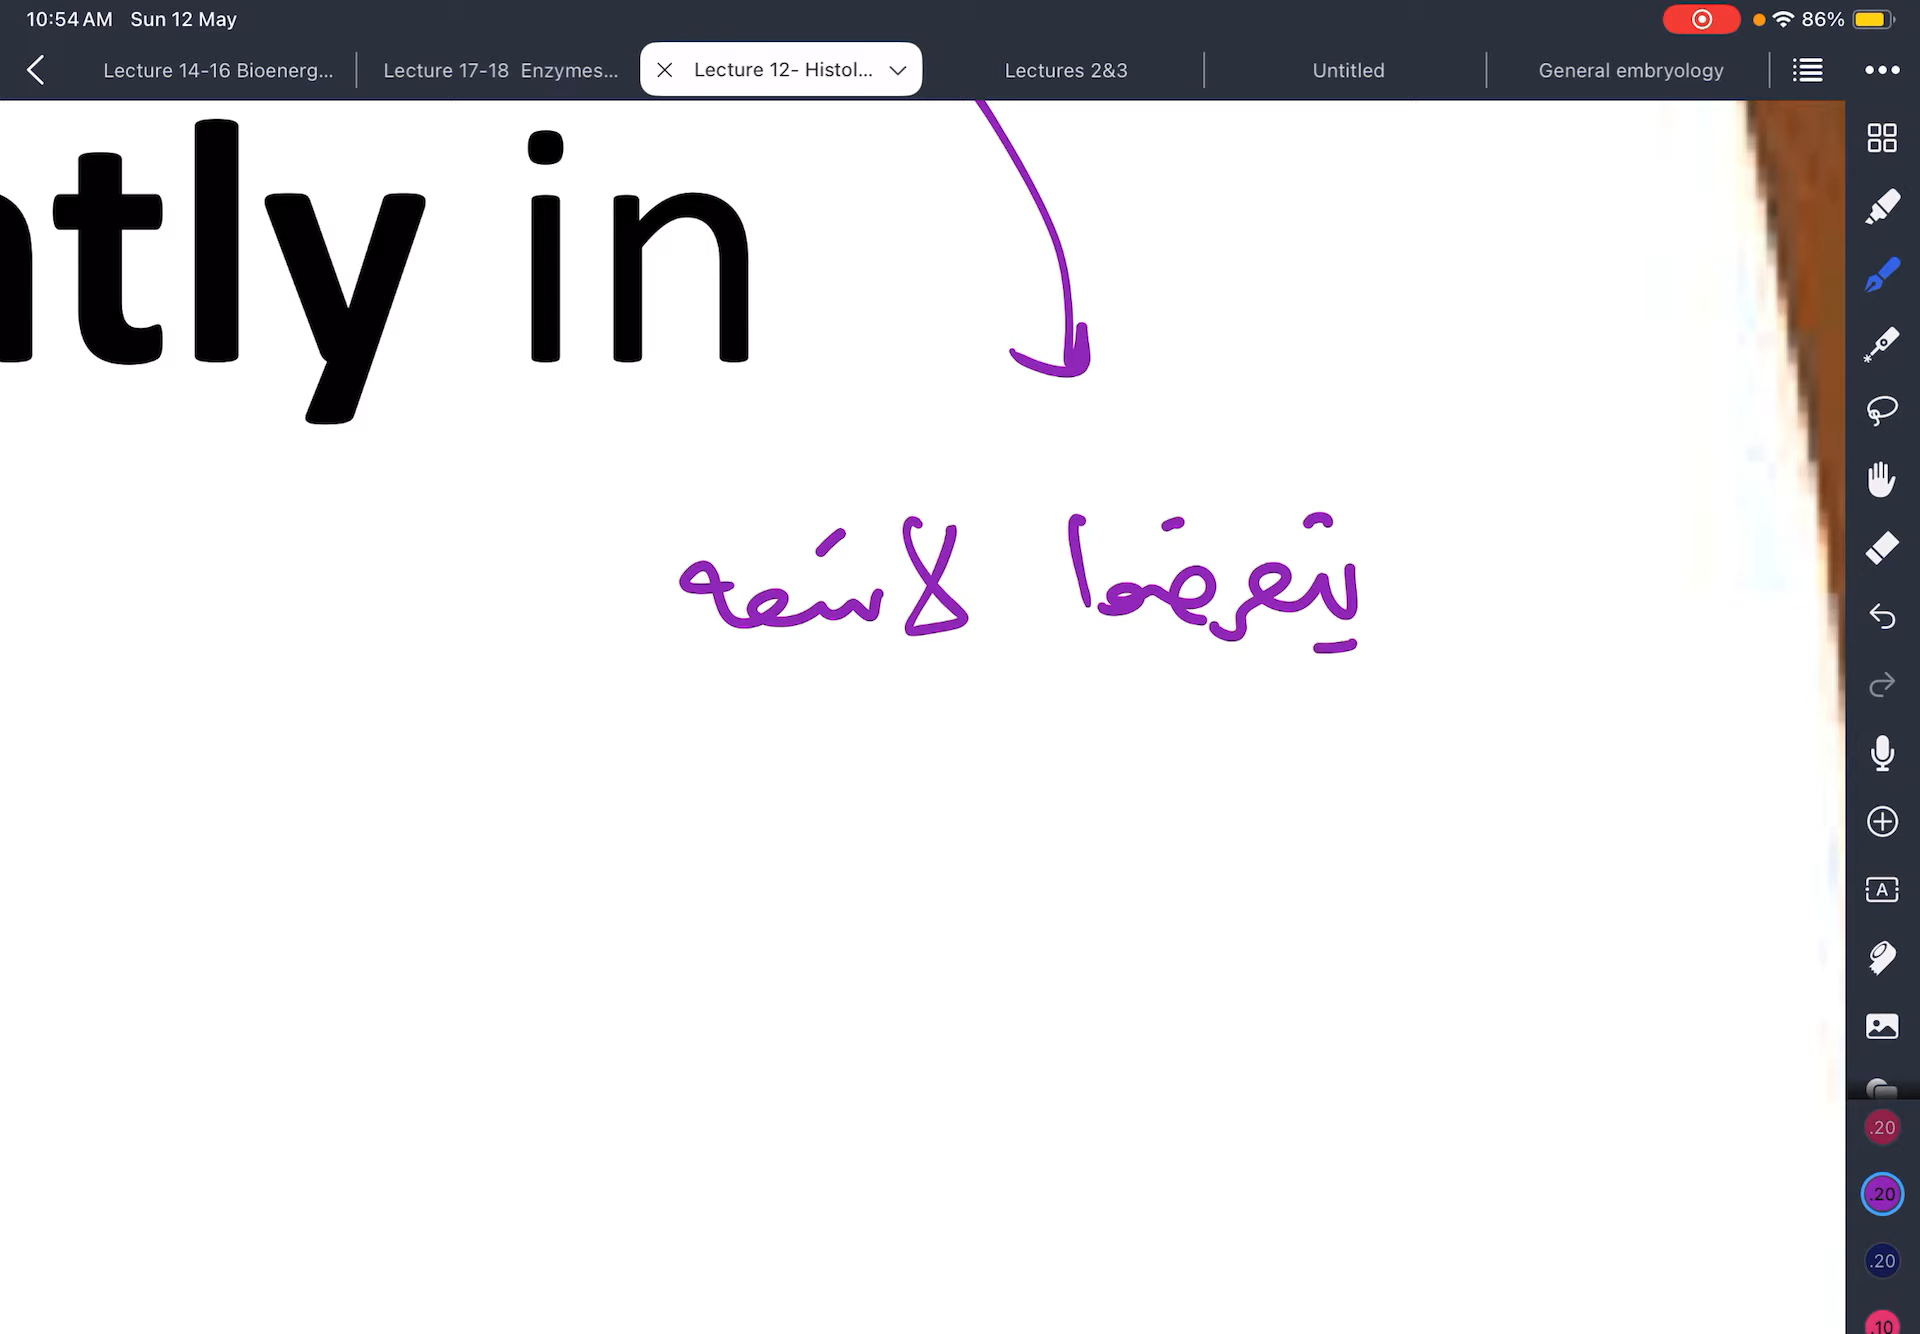 10:54 AM Sun 12 May 86%
Lecture 14-16 Bioenerg... Lecture 17-18 Enzymes... Lecture 12- Histol... Lectures 2&3 Untitled General embryology
ntly in
يتعرضوا لاشعه
A
.20
.20
.20
.10